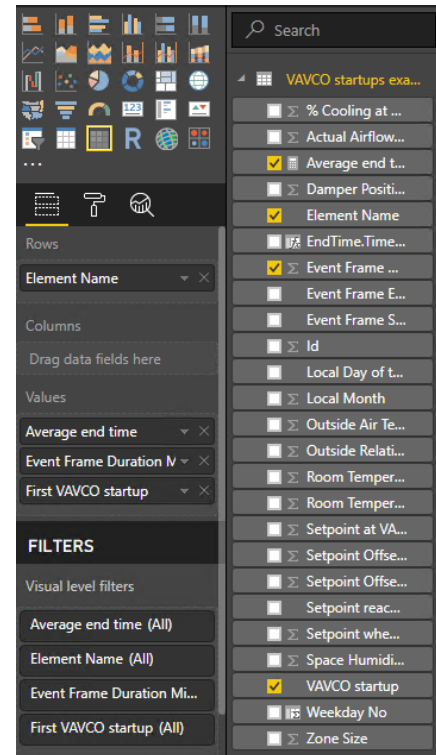 Rows
Element Name
Columns
Drag data fields here
Values
Average end time
Event Frame Duration M
First VAVCO startup
FILTERS
Visual level filters
Average end time (All)
Element Name (All)
Event Frame Duration Mi...
First VAVCO startup (All)
Search
VAVCO startups exa...
% Cooling at ...
Actual Airflow...
Average end t...
Damper Positi...
Element Name
EndTime.Time...
Event Frame ...
Event Frame E...
Event Frame S...
Id
Local Day of t...
Local Month
Outside Air Te...
Outside Relati...
Room Temper...
Room Temper...
Setpoint at VA...
Setpoint Offse...
Setpoint Offse...
Setpoint reac...
Setpoint whe...
Space Humidi...
VAVCO startup
Weekday No
Zone Size